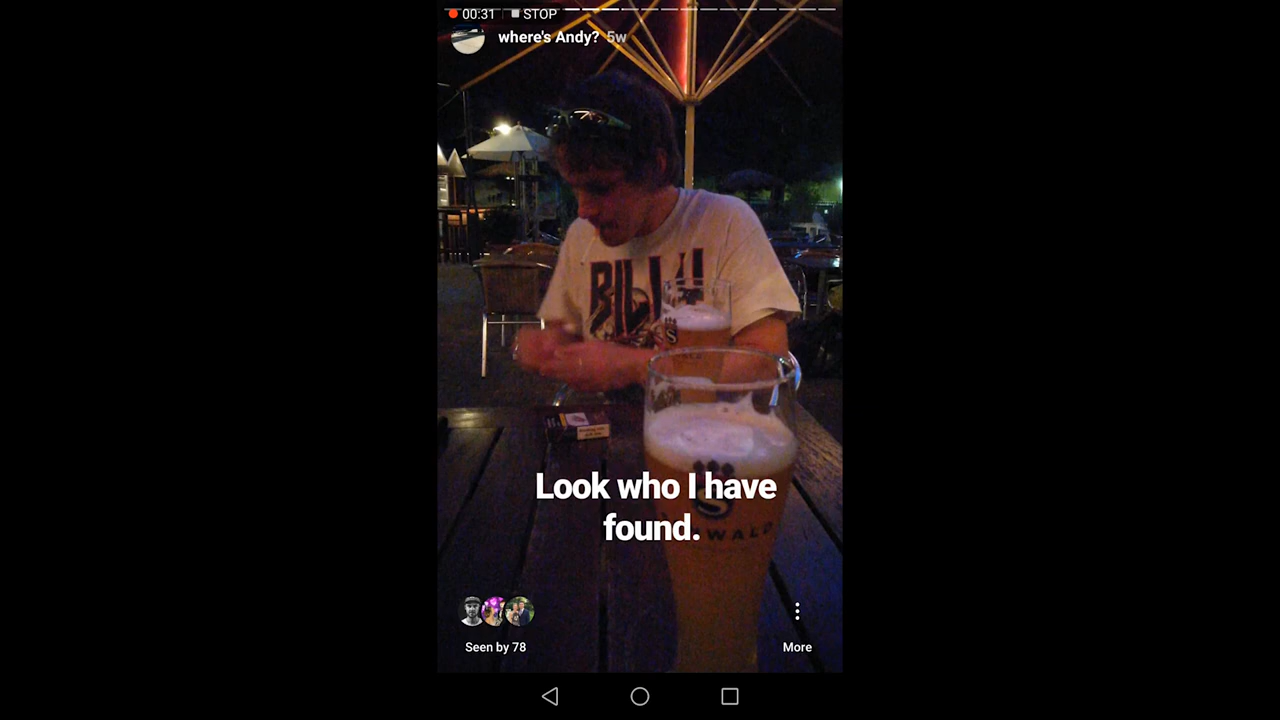 00:31 STOP
where's Andy? 5w
Look who I have
found.
Seen by 78
More